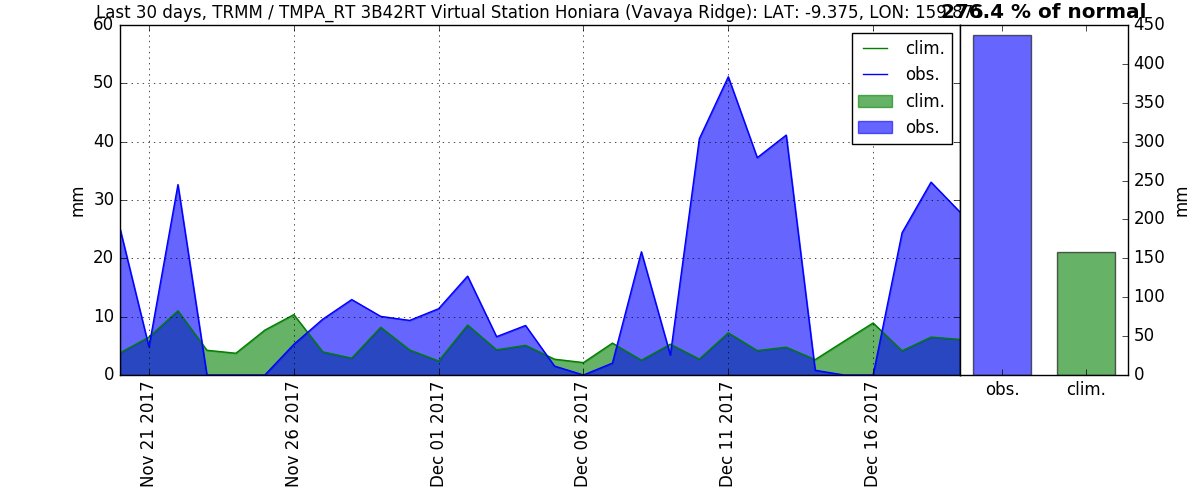 Last 30 days, TRMM / TMPA_RT 3B42RT Virtual Station Honiara (Vavaya Ridge): LAT: -9.375, LON:
276.4 % of normal
60
50
40
30
20
10
0
mm
clim.
obs.
clim.
obs.
450
400
350
300
250
200
150
100
50
0
mm
obs.
clim.
Nov 21 2017
Nov 26 2017
Dec 01 2017
Dec 06 2017
Dec 11 2017
Dec 16 2017